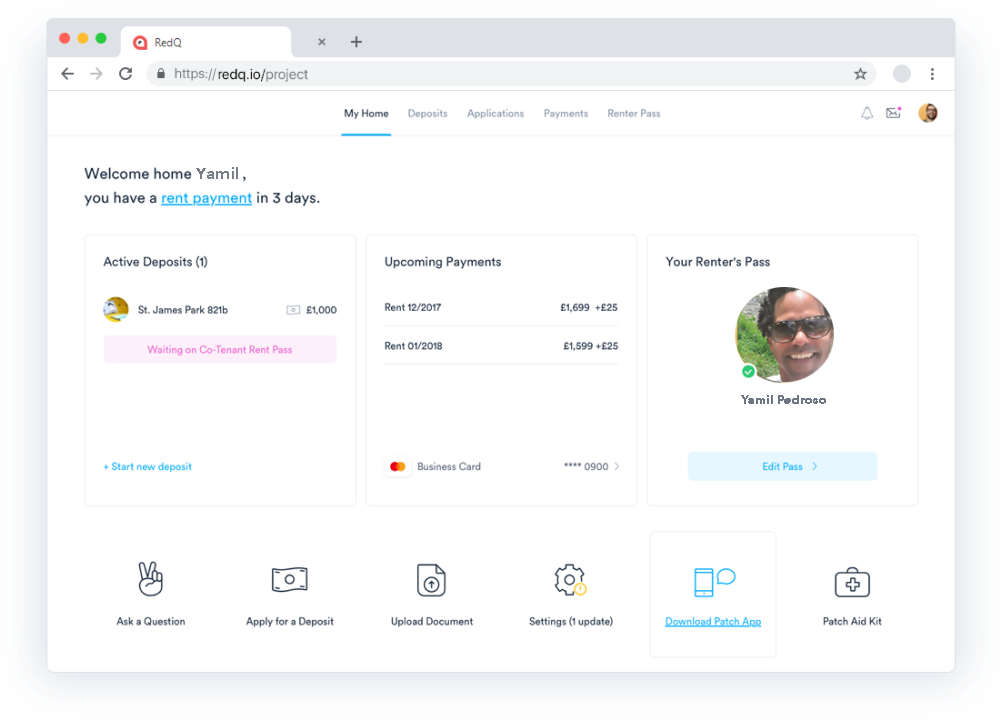 RedQ
https://redq.io/project
My Home Deposits Applications Payments Renter Pass
Welcome home Yamil ,
you have a rent payment in 3 days.
Active Deposits (1)
St. James Park 821b £1,000
Waiting on Co-Tenant Rent Pass
+ Start new deposit
Upcoming Payments
Rent 12/2017 £1,699 +£25
Rent 01/2018 £1,599 +£25
Business Card **** 0900
Your Renter's Pass
Yamil Pedroso
Edit Pass
Ask a Question
Apply for a Deposit
Upload Document
Settings (1 update)
Download Patch App
Patch Aid Kit